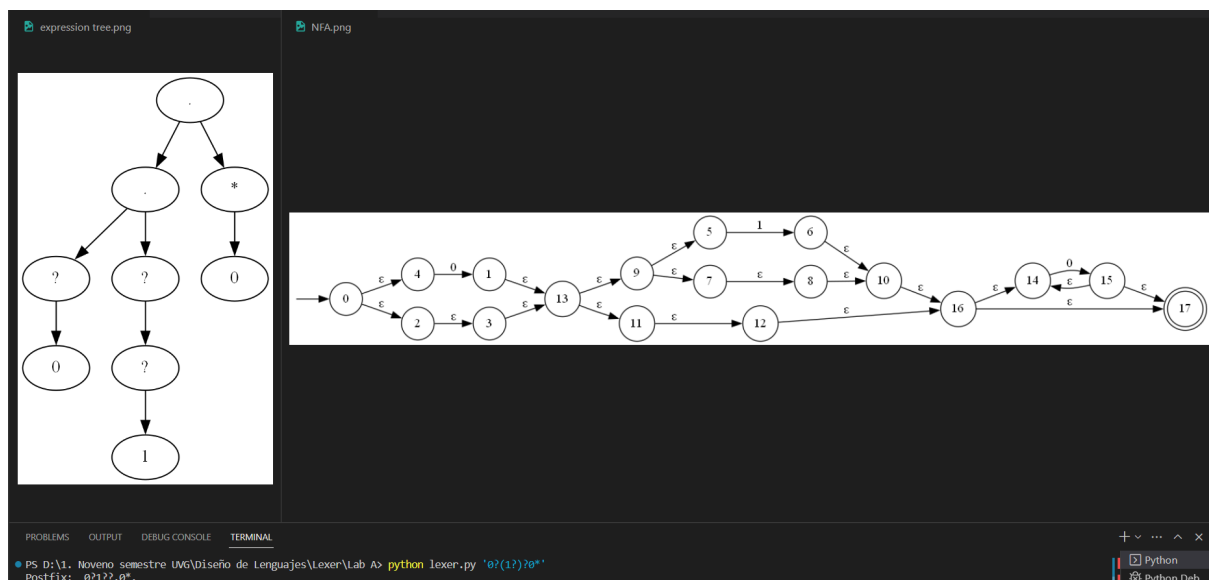 expression tree.png
NFA.png
.
.
*
?
?
0
0
?
1
0
4
2
1
3
13
9
11
5
7
12
6
8
10
16
14
15
17
ε
ε
0
ε
ε
ε
ε
ε
ε
ε
ε
1
ε
ε
ε
ε
ε
ε
ε
0
ε
ε
PROBLEMS OUTPUT DEBUG CONSOLE TERMINAL
PS D:\1. Noveno semestre UVG\Diseño de Lenguajes\Lexer\Lab A> python lexer.py '0?(1?)?0*'
Postfix: 0?1??.0*.
Python
Python Deb